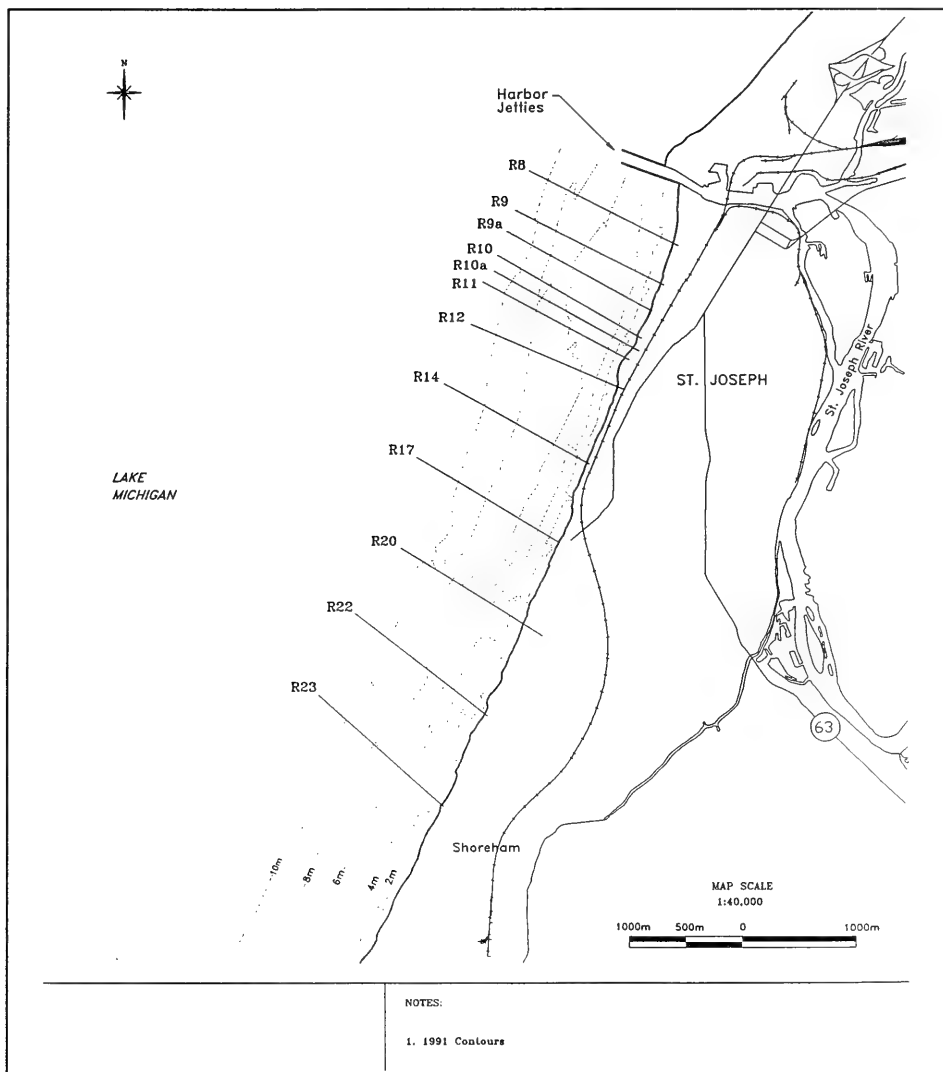 N
Harbor
Jetties
R8
R9
R9a
R10
R10a
R11
R12
R14
R17
R20
R22
R23
ST. JOSEPH
St. Joseph River
LAKE
MICHIGAN
63
Shoreham
10m
8m
6m
4m
2m
MAP SCALE
1:40,000
1000m 500m 0 1000m
NOTES:
1. 1991 Contours